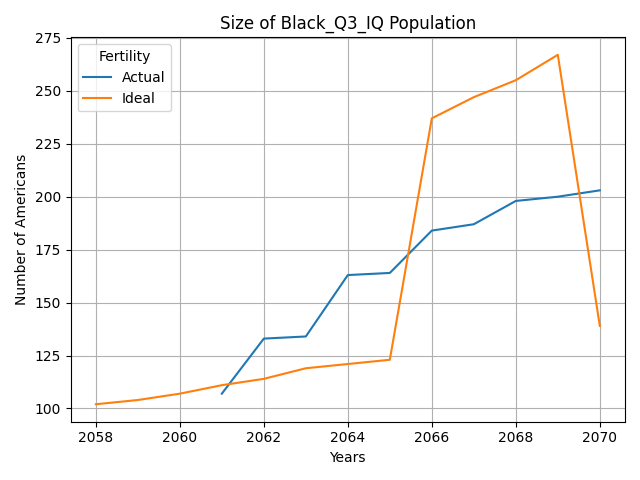 Size of Black_Q3_IQ Population
Fertility
Actual
Ideal
Number of Americans
275
250
225
200
175
150
125
100
2058 2060 2062 2064 2066 2068 2070
Years